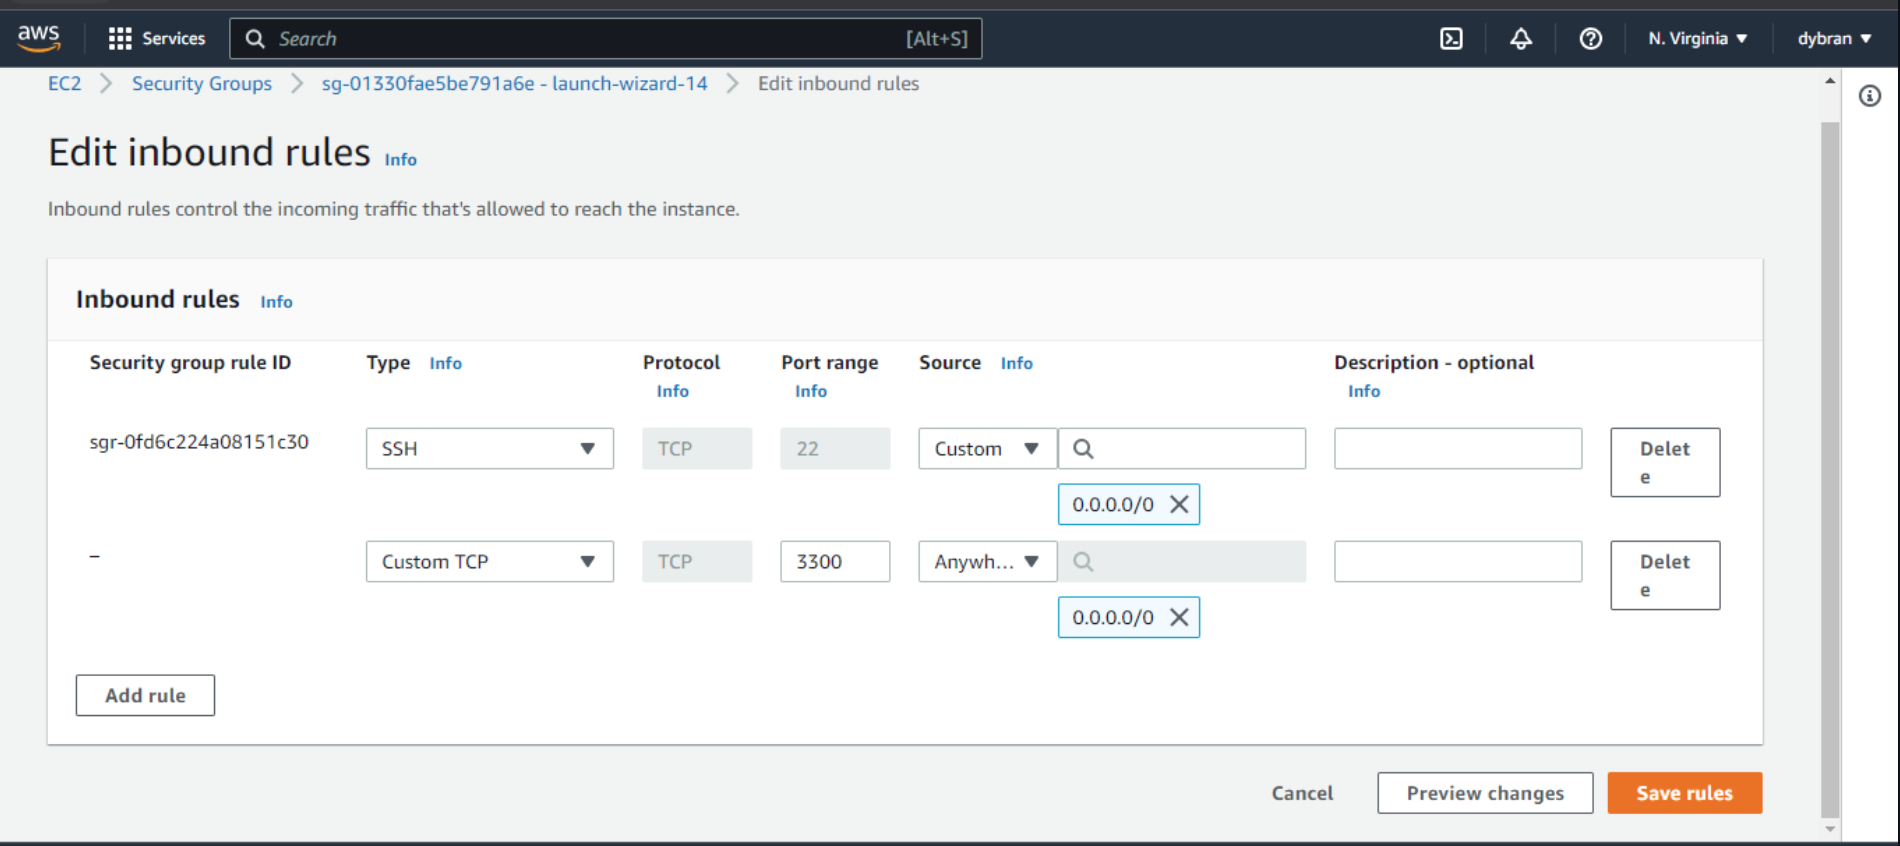 aws Services Search [Alt+S] N. Virginia dybran
EC2 Security Groups sg-01330fae5be791a6e - launch-wizard-14 Edit inbound rules
Edit inbound rules Info
Inbound rules control the incoming traffic that's allowed to reach the instance.
Inbound rules Info
Security group rule ID Type Info Protocol Port range Source Info Description - optional
Info Info Info
sgr-0fd6c224a08151c30 SSH TCP 22 Custom Delet
e
0.0.0.0/0
– Custom TCP TCP 3300 Anywh... Delet
e
0.0.0.0/0
Add rule
Cancel Preview changes Save rules